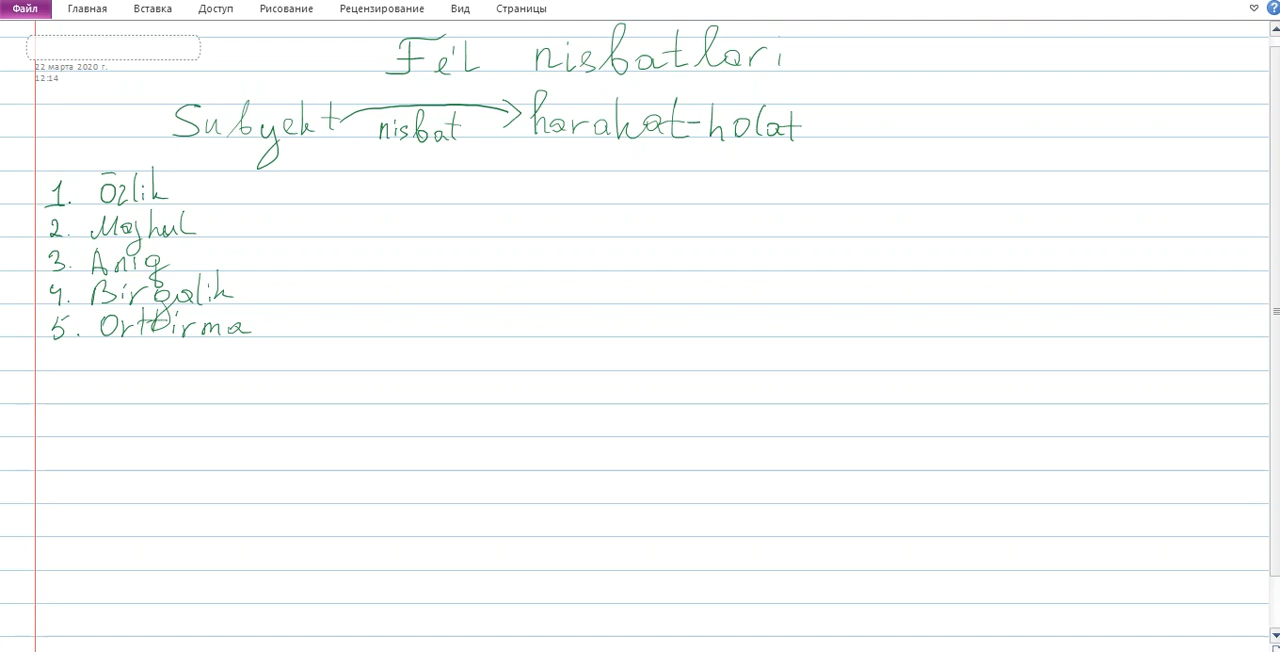 Файл Главная Вставка Доступ Рисование Рецензирование Вид Страницы
22 марта 2020 г.
12:14
Fe'l nisbatlari
Subyekt nisbat harakat-holat
1. Õzlik
2. Majhul
3. Aniq
4. Birgalik
5. Orttirma